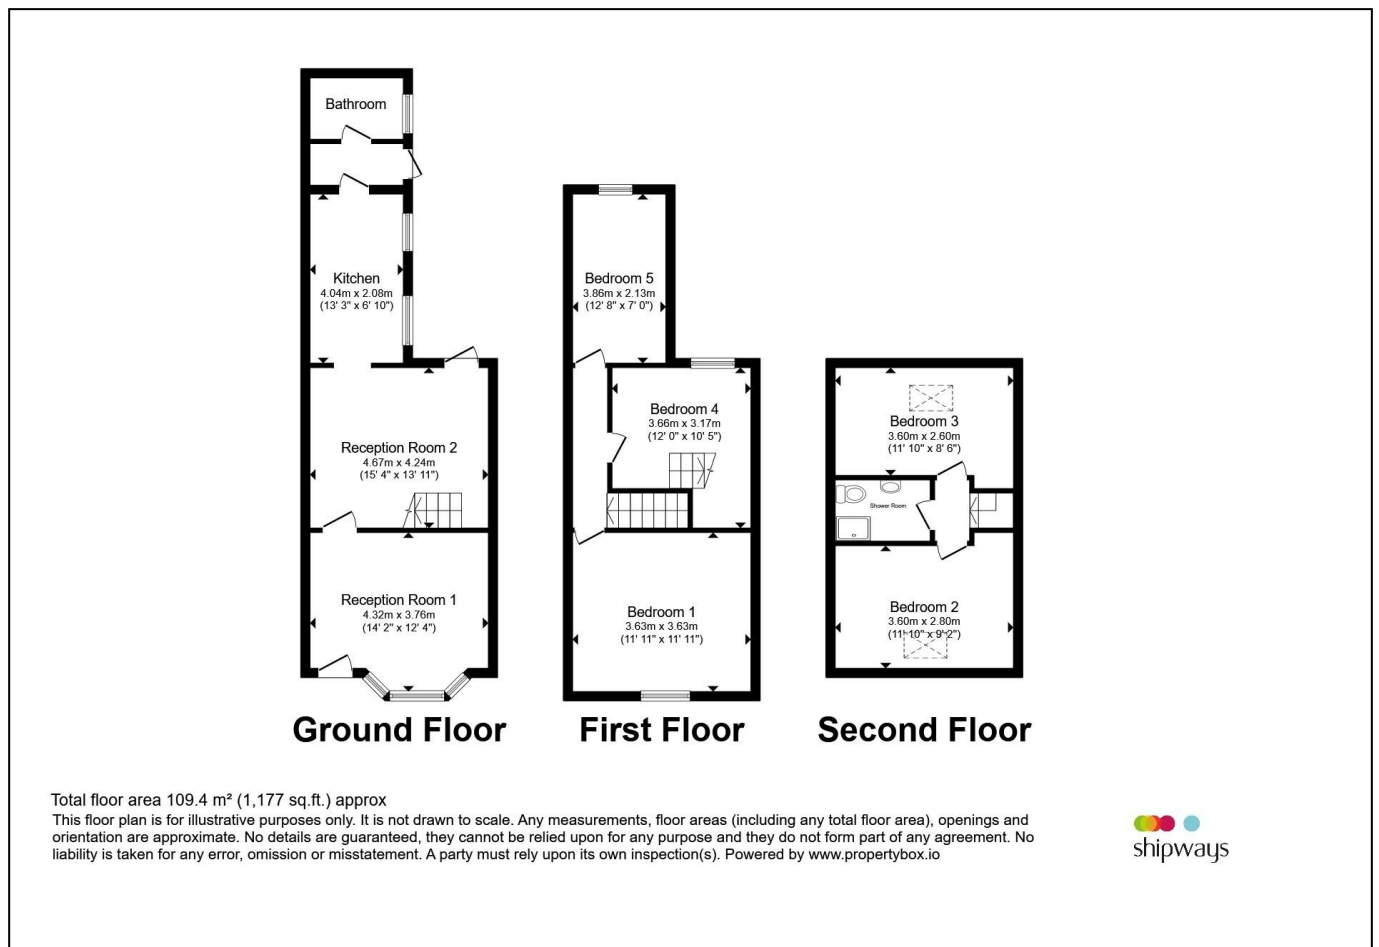 Bathroom
Kitchen
4.04m x 2.08m
(13' 3" x 6' 10")
Reception Room 2
4.67m x 4.24m
(15' 4" x 13' 11")
Reception Room 1
4.32m x 3.76m
(14' 2" x 12' 4")
Ground Floor
Bedroom 5
3.86m x 2.13m
(12' 8" x 7' 0")
Bedroom 4
3.66m x 3.17m
(12' 0" x 10' 5")
Bedroom 1
3.63m x 3.63m
(11' 11" x 11' 11")
First Floor
Bedroom 3
3.60m x 2.60m
(11' 10" x 8' 6")
Shower Room
Bedroom 2
3.60m x 2.80m
(11' 10" x 9' 2")
Second Floor
Total floor area 109.4 m² (1,177 sq.ft.) approx
This floor plan is for illustrative purposes only. It is not drawn to scale. Any measurements, floor areas (including any total floor area), openings and
orientation are approximate. No details are guaranteed, they cannot be relied upon for any purpose and they do not form part of any agreement. No
liability is taken for any error, omission or misstatement. A party must rely upon its own inspection(s). Powered by www.propertybox.io
shipways